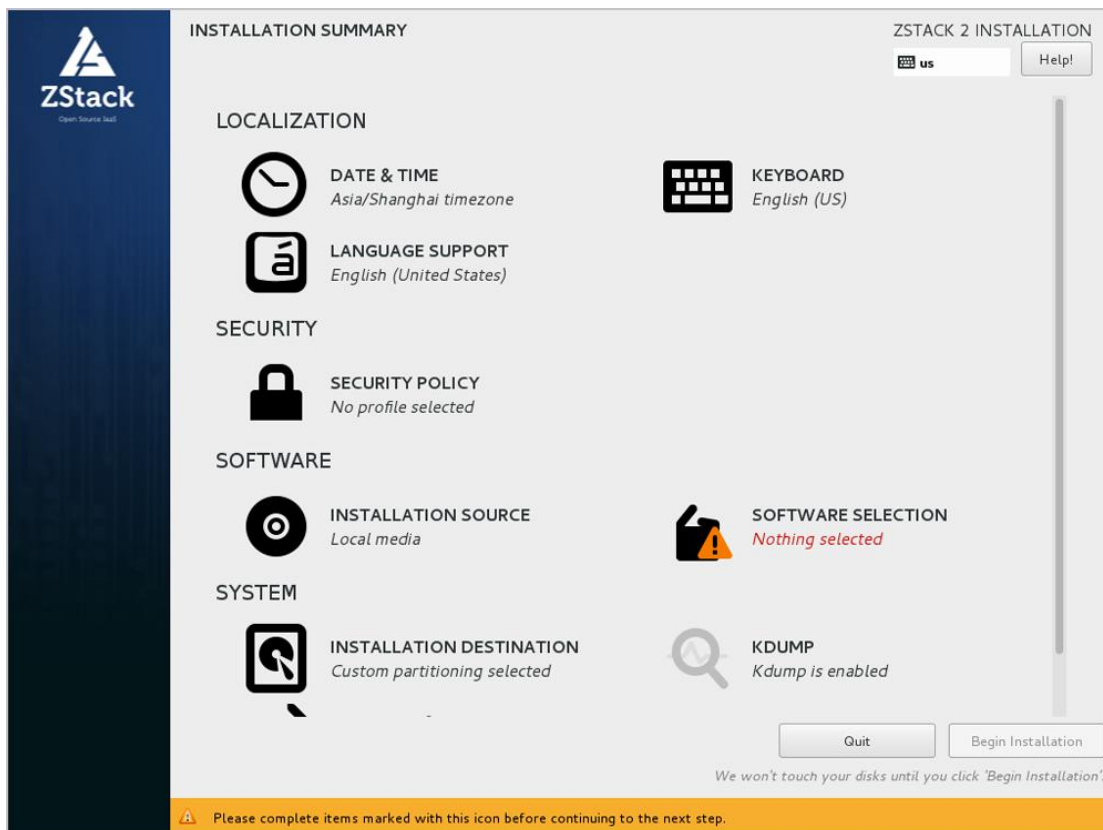 ZStack
Open Source IaaS
INSTALLATION SUMMARY
ZSTACK 2 INSTALLATION
us
Help!
LOCALIZATION
DATE & TIME
Asia/Shanghai timezone
KEYBOARD
English (US)
á
LANGUAGE SUPPORT
English (United States)
SECURITY
SECURITY POLICY
No profile selected
SOFTWARE
INSTALLATION SOURCE
Local media
SOFTWARE SELECTION
Nothing selected
SYSTEM
INSTALLATION DESTINATION
Custom partitioning selected
KDUMP
Kdump is enabled
Quit
Begin Installation
We won't touch your disks until you click 'Begin Installation'.
Please complete items marked with this icon before continuing to the next step.